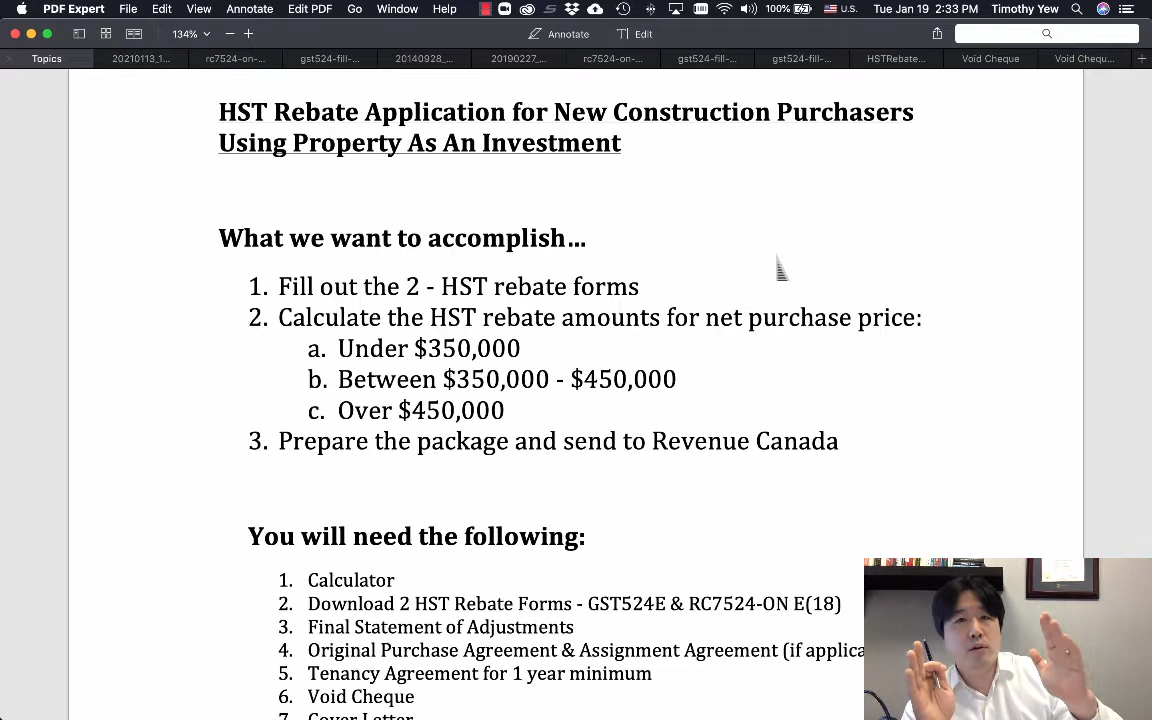 PDF Expert File Edit View Annotate Edit PDF Go Window Help 100% U.S. Tue Jan 19 2:33 PM Timothy Yew
134% Annotate Edit
Topics 20210113_1... rc7524-on-... gst524-fill-... 20140928_... 20190227_... rc7524-on-... gst524-fill-... gst524-fill-... HSTRebate... Void Cheque Void Chequ...
HST Rebate Application for New Construction Purchasers
Using Property As An Investment
What we want to accomplish...
1. Fill out the 2 - HST rebate forms
2. Calculate the HST rebate amounts for net purchase price:
a. Under $350,000
b. Between $350,000 - $450,000
c. Over $450,000
3. Prepare the package and send to Revenue Canada
You will need the following:
1. Calculator
2. Download 2 HST Rebate Forms - GST524E & RC7524-ON E(18)
3. Final Statement of Adjustments
4. Original Purchase Agreement & Assignment Agreement (if applica
5. Tenancy Agreement for 1 year minimum
6. Void Cheque
7. Cover Letter